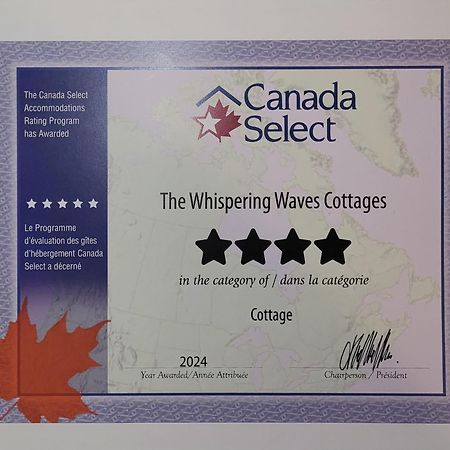 The Canada Select
Accommodations
Rating Program
has Awarded
Le Programme
d'évaluation des gîtes
d'hébergement Canada
Select a décerné
Canada
Select
The Whispering Waves Cottages
in the category of / dans la catégorie
Cottage
2024
Year Awarded/Année Attribuée
Chairperson / Président